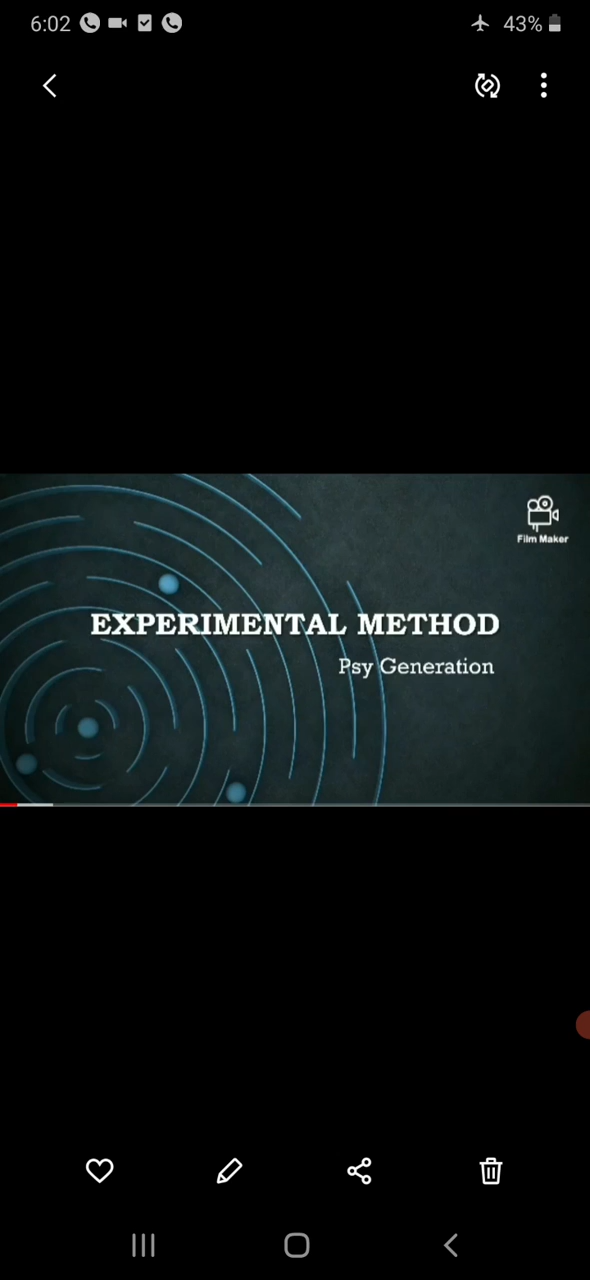 6:02
43%
Film Maker
EXPERIMENTAL METHOD
Psy Generation